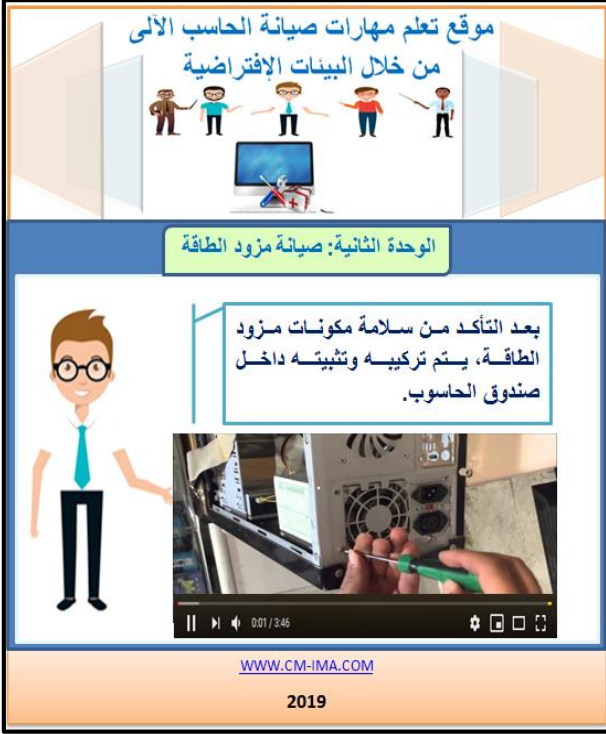 موقع تعلم مهارات صيانة الحاسب الآلى
من خلال البيئات الإفتراضية
الوحدة الثانية: صيانة مزود الطاقة
بعد التأكد من سلامة مكونات مزود
الطاقة، يتم تركيبه وتثبيته داخل
صندوق الحاسوب.
0:01 / 3:46
WWW.CM-IMA.COM
2019